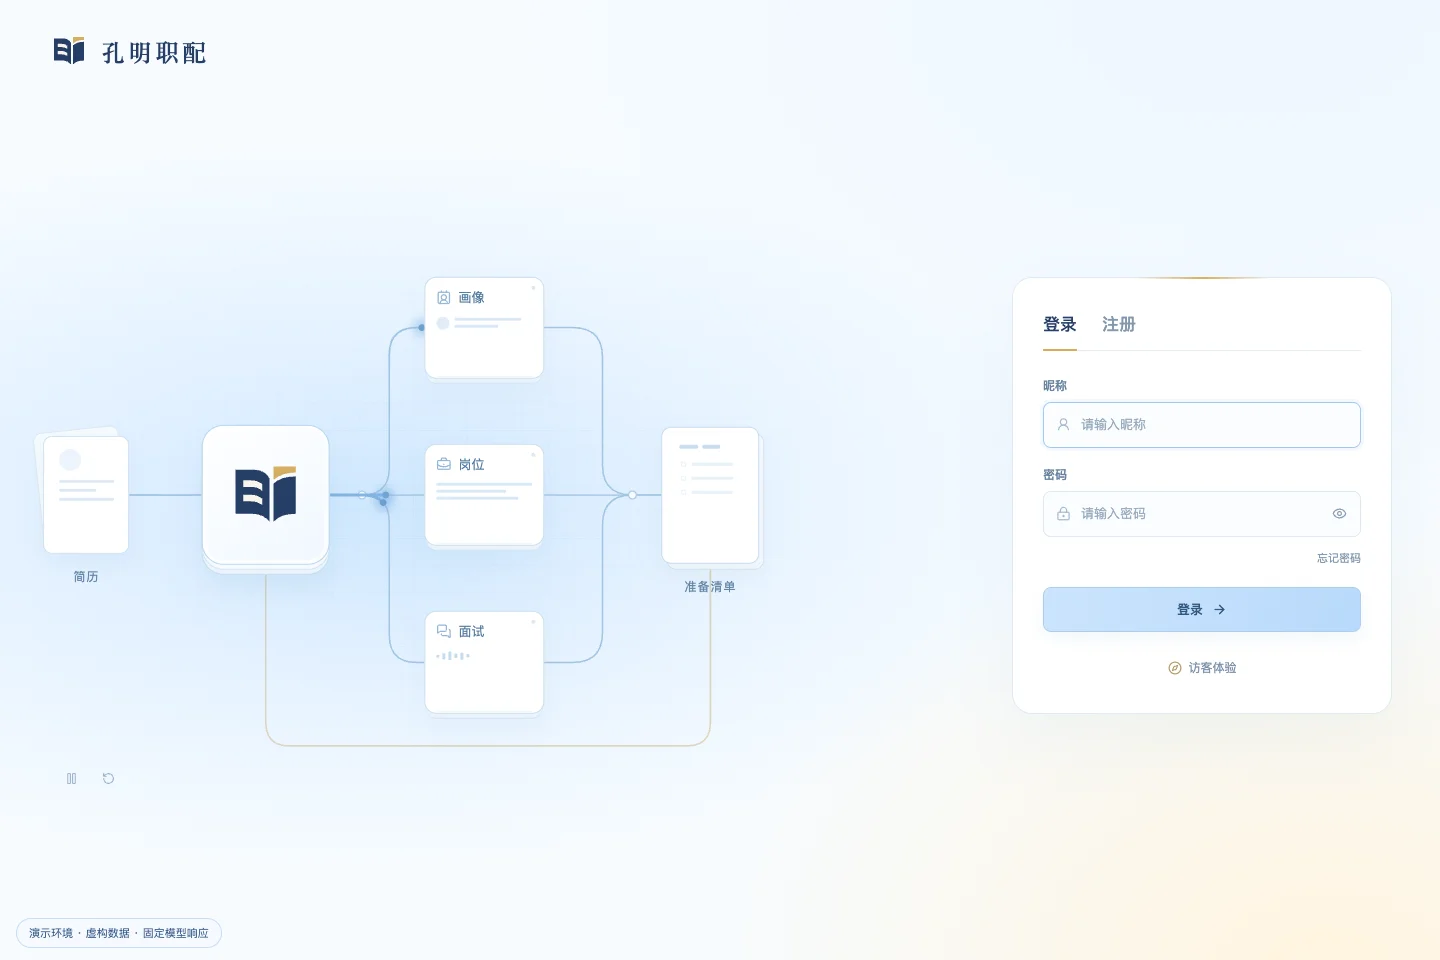 孔明职配
画像
岗位
面试
简历
准备清单
登录 注册
昵称
请输入昵称
密码
请输入密码
忘记密码
登录 →
访客体验
演示环境 · 虚构数据 · 固定模型响应